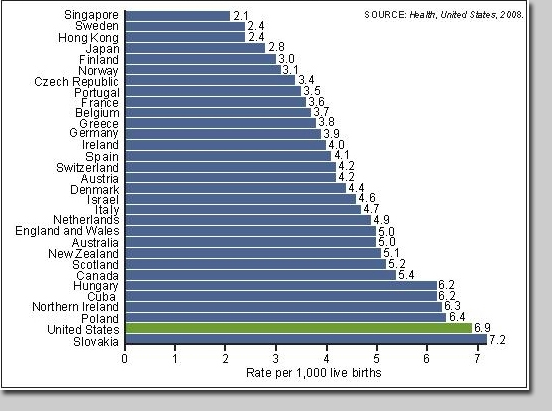 SOURCE: Health, United States, 2008.
Singapore 2.1
Sweden 2.4
Hong Kong 2.4
Japan 2.8
Finland 3.0
Norway 3.1
Czech Republic 3.4
Portugal 3.5
France 3.6
Belgium 3.7
Greece 3.8
Germany 3.9
Ireland 4.0
Spain 4.1
Switzerland 4.2
Austria 4.2
Denmark 4.4
Israel 4.6
Italy 4.7
Netherlands 4.9
England and Wales 5.0
Australia 5.0
New Zealand 5.1
Scotland 5.2
Canada 5.4
Hungary 6.2
Cuba 6.2
Northern Ireland 6.3
Poland 6.4
United States 6.9
Slovakia 7.2
0 1 2 3 4 5 6 7
Rate per 1,000 live births